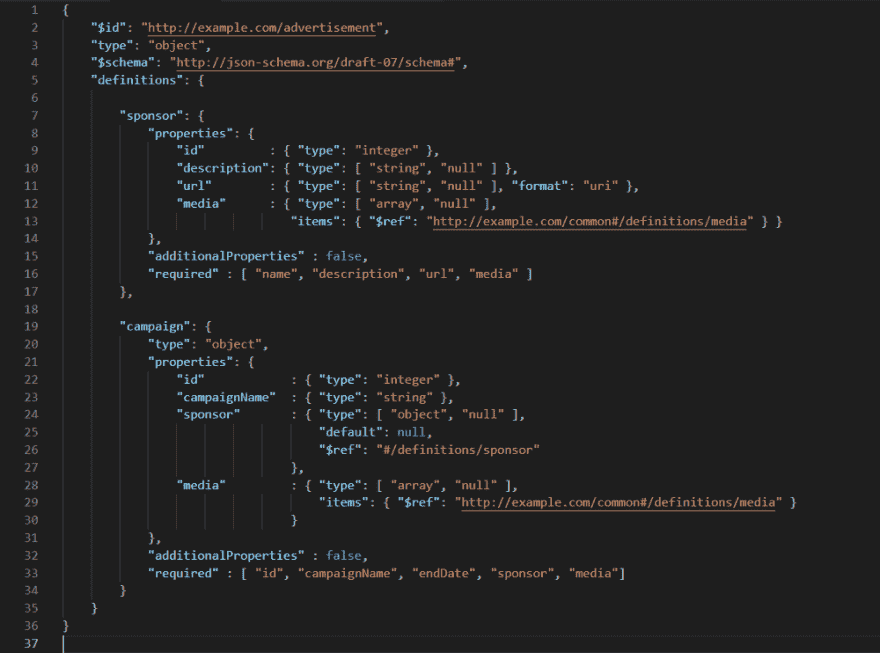 1 {
2     "$id": "http://example.com/advertisement",
3     "type": "object",
4     "$schema": "http://json-schema.org/draft-07/schema#",
5     "definitions": {
6
7         "sponsor": {
8             "properties": {
9                 "id"         : { "type": "integer" },
10                 "description": { "type": [ "string", "null" ] },
11                 "url"        : { "type": [ "string", "null" ], "format": "uri" },
12                 "media"      : { "type": [ "array", "null" ],
13                                 "items": { "$ref": "http://example.com/common#/definitions/media" } }
14             },
15             "additionalProperties" : false,
16             "required" : [ "name", "description", "url", "media" ]
17         },
18
19         "campaign": {
20             "type": "object",
21             "properties": {
22                 "id"            : { "type": "integer" },
23                 "campaignName"  : { "type": "string" },
24                 "sponsor"       : { "type": [ "object", "null" ],
25                                     "default": null,
26                                     "$ref": "#/definitions/sponsor"
27                                 },
28                 "media"         : { "type": [ "array", "null" ],
29                                     "items": { "$ref": "http://example.com/common#/definitions/media" }
30                                 }
31             },
32             "additionalProperties" : false,
33             "required" : [ "id", "campaignName", "endDate", "sponsor", "media"]
34         }
35     }
36 }
37